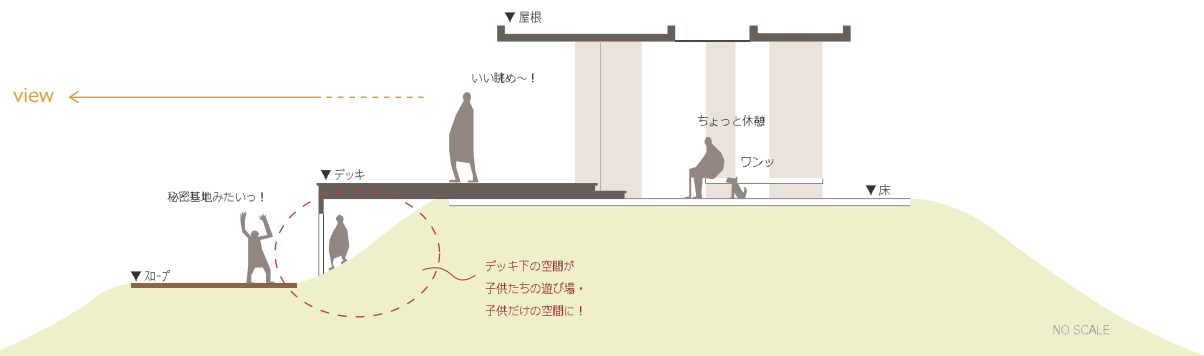 ▼ 屋根
いい眺め～！
view
ちょっと休憩
ワンッ
▼ デッキ
▼ 床
秘密基地みたいっ！
▼ スロープ
デッキ下の空間が
子供たちの遊び場・
子供だけの空間に！
NO SCALE